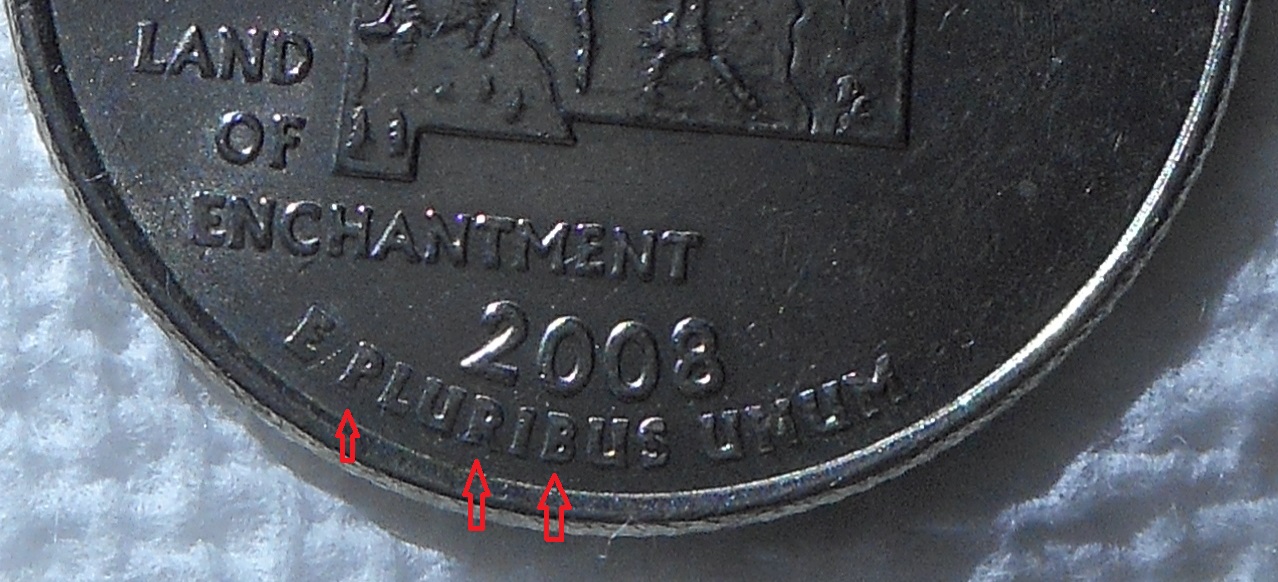 LAND
OF
ENCHANTMENT
2008
E PLURIBUS UNUM